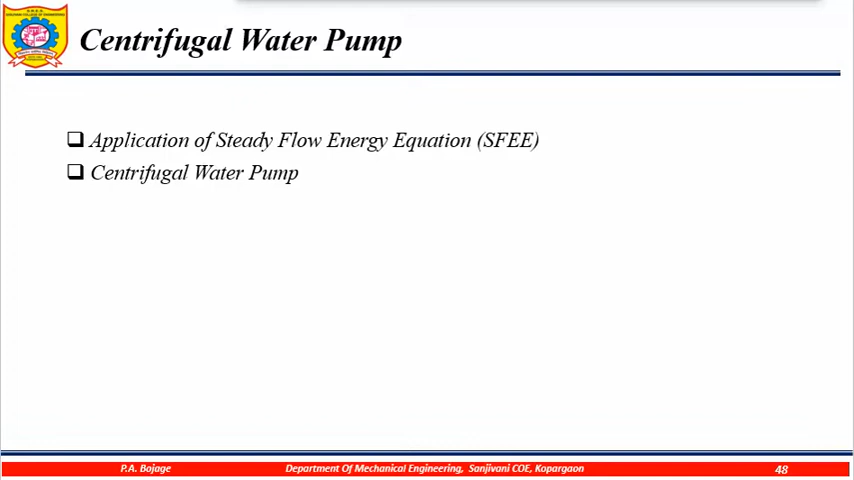 Centrifugal Water Pump
❑ Application of Steady Flow Energy Equation (SFEE)
❑ Centrifugal Water Pump
P.A. Bojage
Department Of Mechanical Engineering, Sanjivani COE, Kopargaon
48